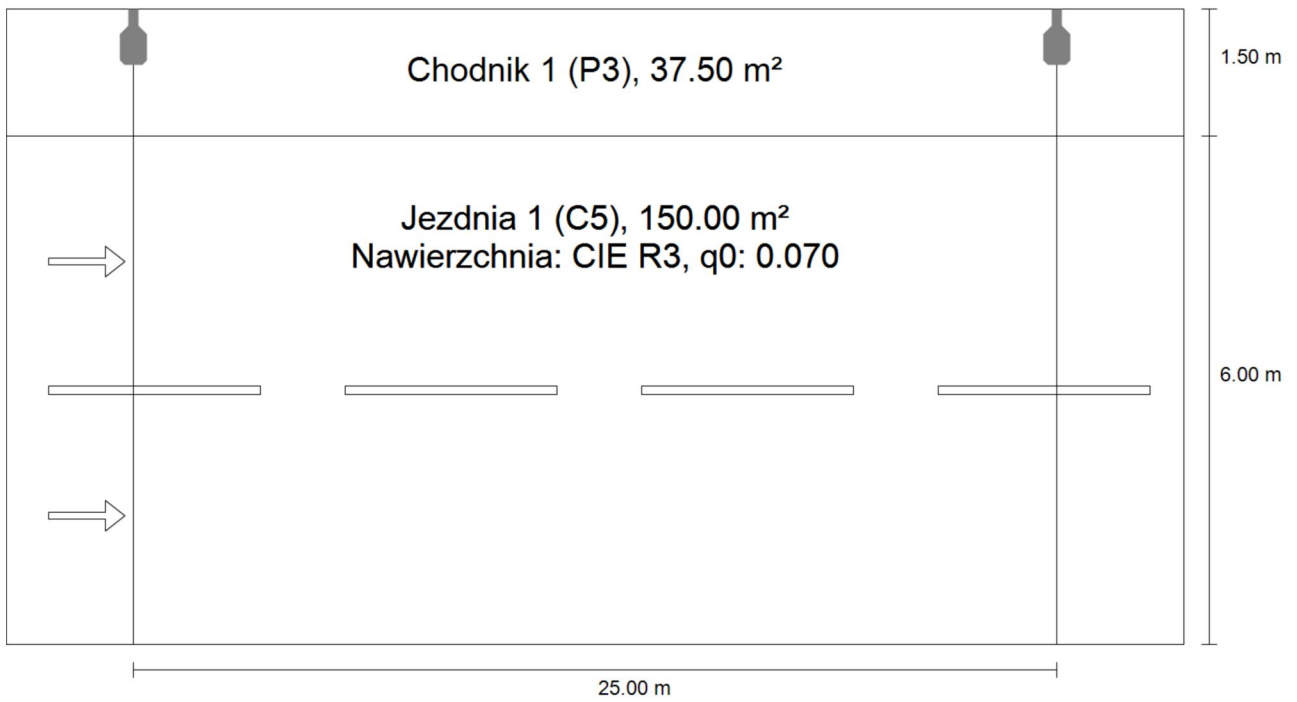 Chodnik 1 (P3), 37.50 m²
1.50 m
Jezdnia 1 (C5), 150.00 m²
Nawierzchnia: CIE R3, q0: 0.070
6.00 m
25.00 m